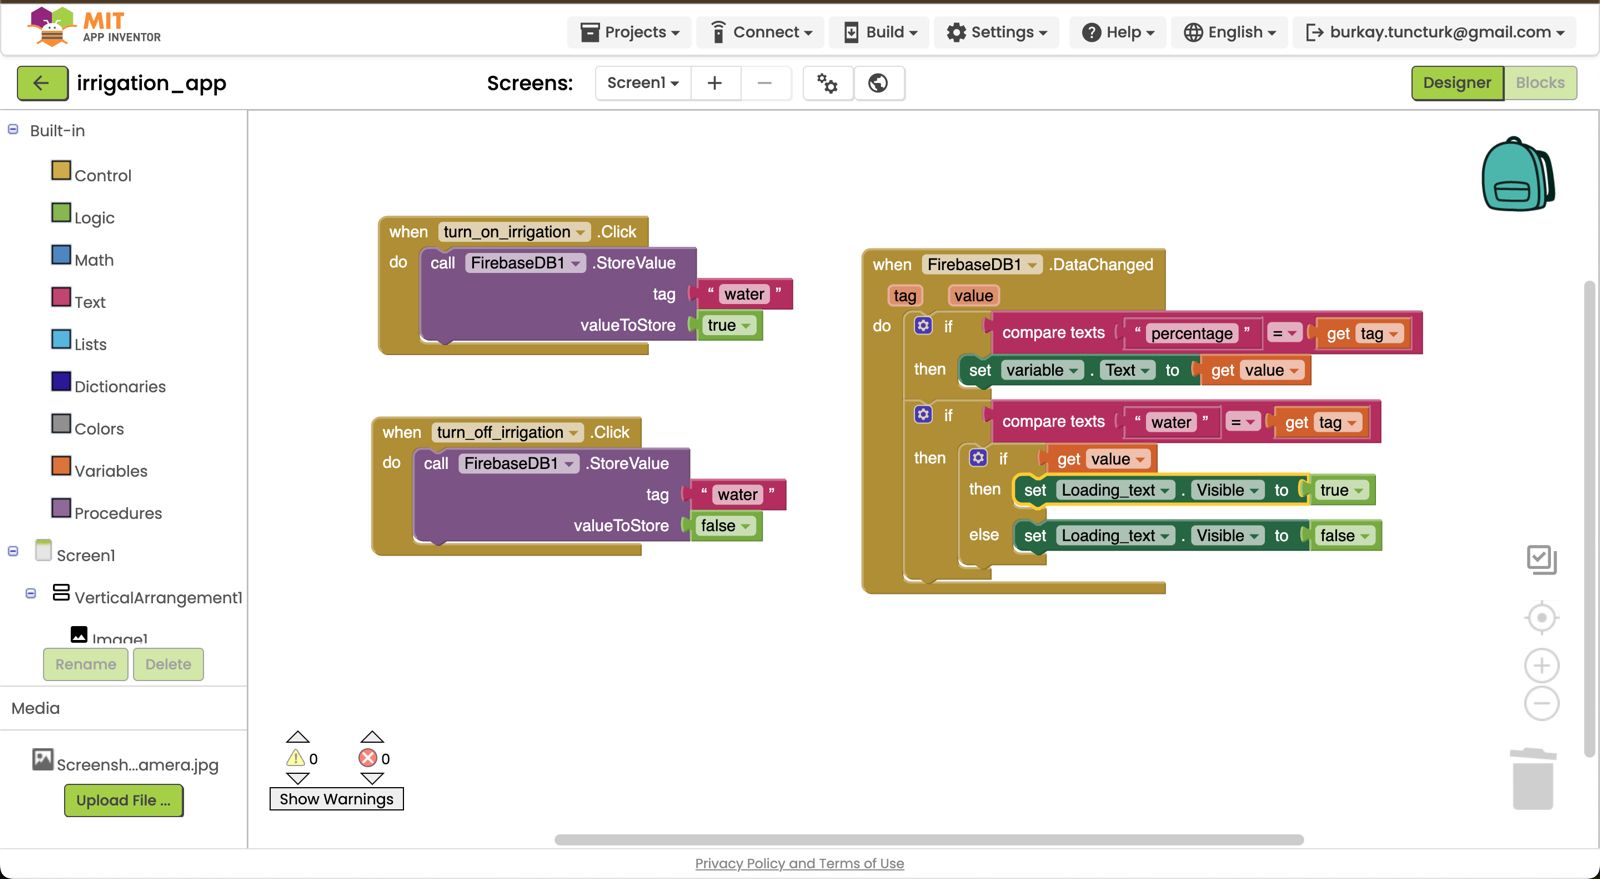 MIT
APP INVENTOR
Projects
Connect
Build
Settings
Help
English
burkay.tuncturk@gmail.com
irrigation_app
Screens:
Screen1
Designer
Blocks
Built-in
Control
Logic
Math
Text
Lists
Dictionaries
Colors
Variables
Procedures
Screen1
VerticalArrangement1
Image1
Rename
Delete
Media
Screensh...amera.jpg
Upload File ...
when turn_on_irrigation .Click
do call FirebaseDB1 .StoreValue
tag “ water ”
valueToStore true
when turn_off_irrigation .Click
do call FirebaseDB1 .StoreValue
tag “ water ”
valueToStore false
when FirebaseDB1 .DataChanged
tag value
do if compare texts “ percentage ” = get tag
then set variable . Text to get value
if compare texts “ water ” = get tag
then if get value
then set Loading_text . Visible to true
else set Loading_text . Visible to false
0 0
Show Warnings
Privacy Policy and Terms of Use